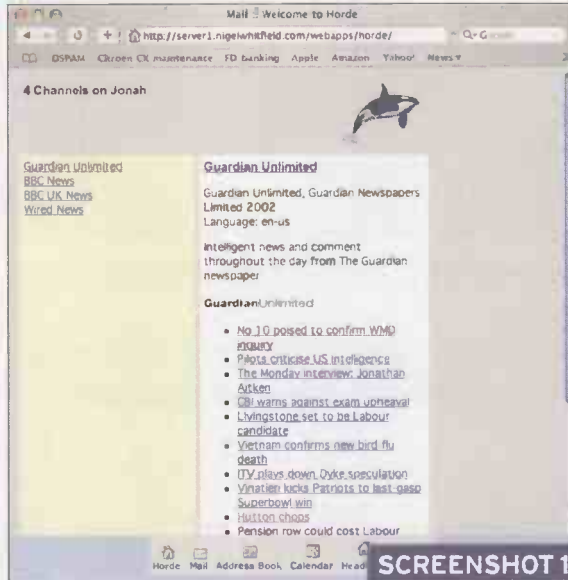 Mail :: Welcome to Horde
http://server1.nigelwhitfield.com/webapps/horde/
DSPAM Citroen CX maintenance FD banking Apple Amazon Yahoo! News
4 Channels on Jonah
Guardian Unlimited
BBC News
BBC UK News
Wired News
Guardian Unlimited
Guardian Unlimited, Guardian Newspapers
Limited 2002
Language: en-us
Intelligent news and comment
throughout the day from The Guardian
newspaper
GuardianUnlimited
No 10 poised to confirm WMD
inquiry
Pilots criticise US intelligence
The Monday interview: Jonathan
Aitken
CBI warns against exam upheaval
Livingstone set to be Labour
candidate
Vietnam confirms new bird flu
death
ITV plays down Dyke speculation
Vinatieri kicks Patriots to last-gasp
Superbowl win
Hutton chops
Pension row could cost Labour
Horde Mail Address Book Calendar
SCREENSHOT 1